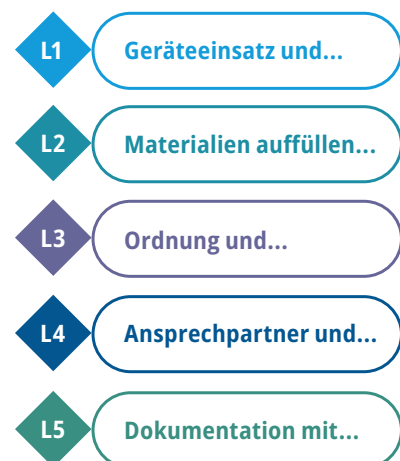 L1 Geräteeinsatz und...
L2 Materialien auffüllen...
L3 Ordnung und...
L4 Ansprechpartner und...
L5 Dokumentation mit...